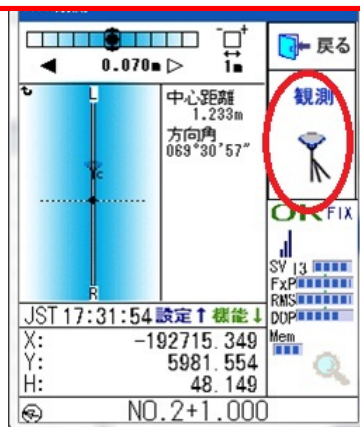 戻る
0.070m
1m
観測
L
中心距離
1.233m
方向角
069°30'57"
C
R
OK FIX
SV 13
FxP
RMS
DOP
JST 17:31:54 設定↑ 機能↓
Mem
X: -192715.349
Y: 5981.554
H: 48.149
NO.2+1.000